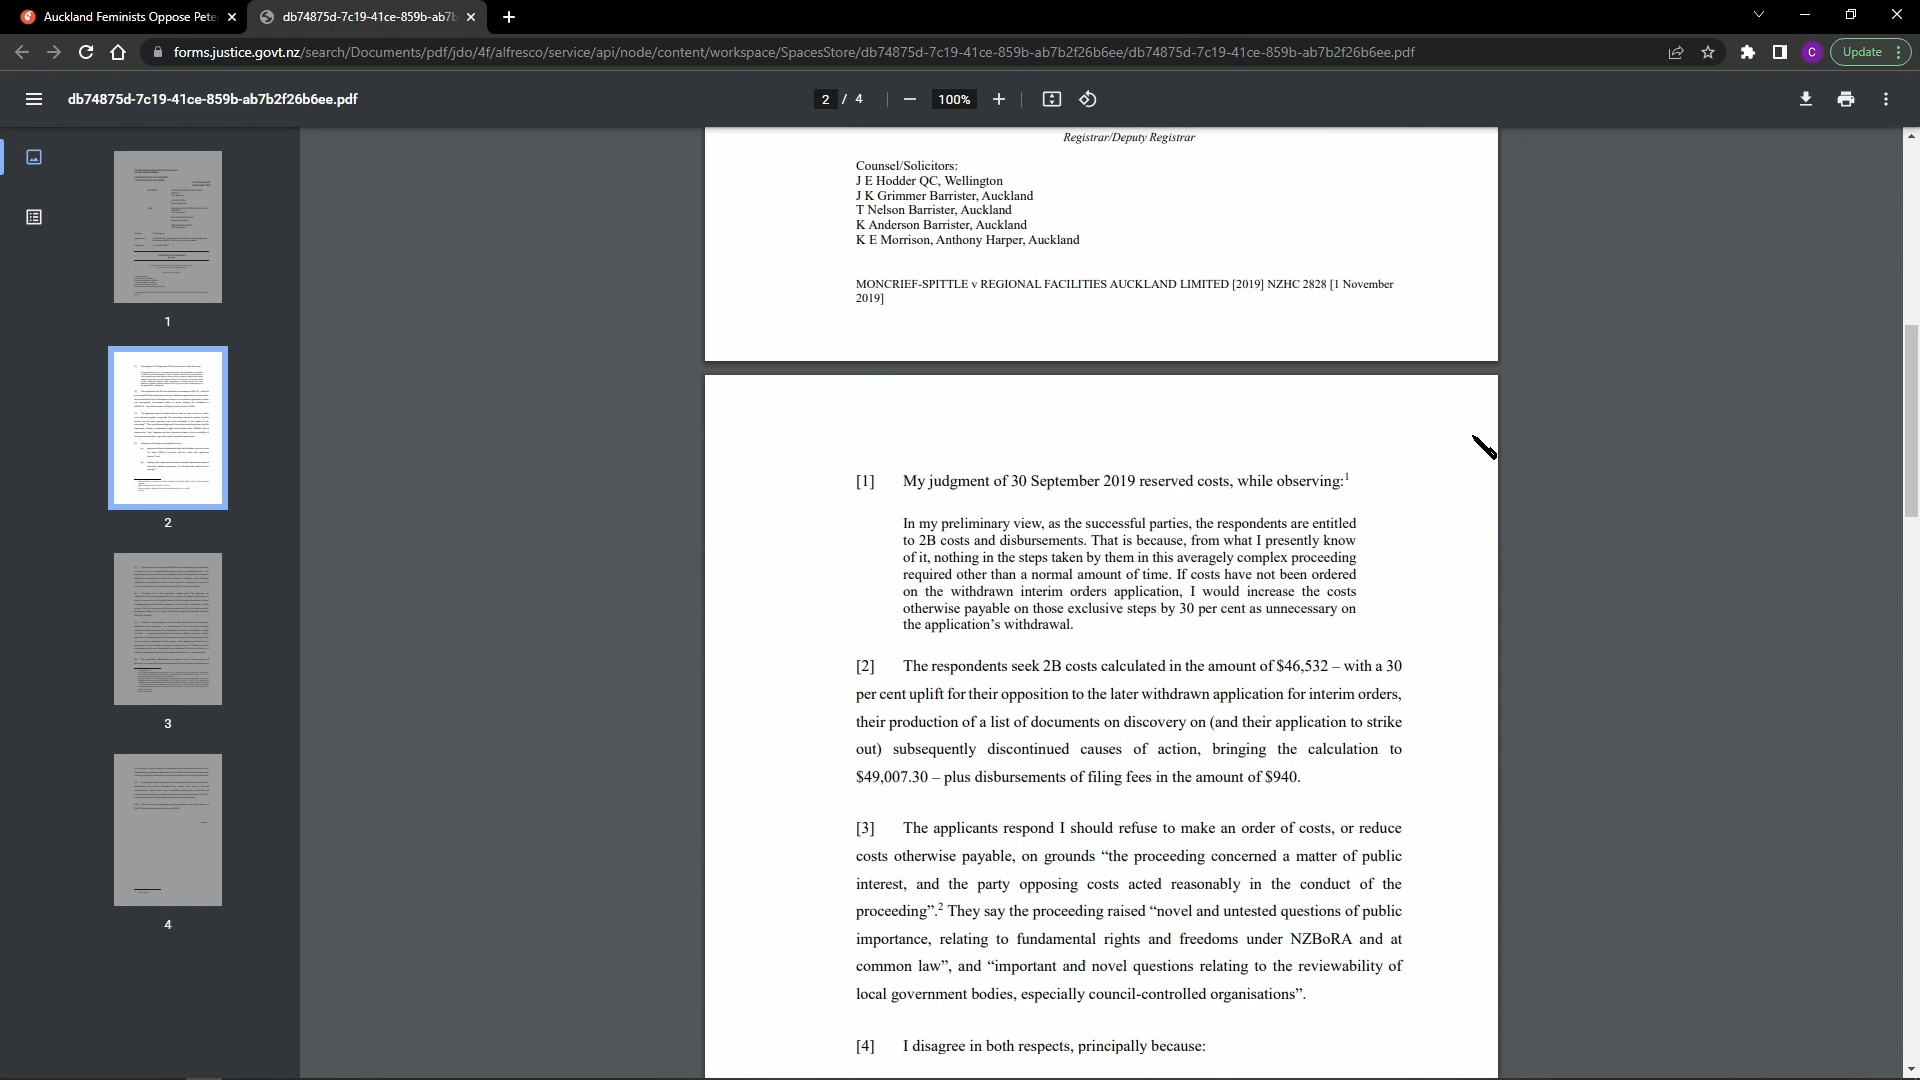 Auckland Feminists Oppose Pete
db74875d-7c19-41ce-859b-ab7b
forms.justice.govt.nz/search/Documents/pdf/jdo/4f/alfresco/service/api/node/content/workspace/SpacesStore/db74875d-7c19-41ce-859b-ab7b2f26b6ee/db74875d-7c19-41ce-859b-ab7b2f26b6ee.pdf
C
Update
db74875d-7c19-41ce-859b-ab7b2f26b6ee.pdf
2 / 4
100%
1
2
3
4
Registrar/Deputy Registrar
Counsel/Solicitors:
J E Hodder QC, Wellington
J K Grimmer Barrister, Auckland
T Nelson Barrister, Auckland
K Anderson Barrister, Auckland
K E Morrison, Anthony Harper, Auckland
MONCRIEF-SPITTLE v REGIONAL FACILITIES AUCKLAND LIMITED [2019] NZHC 2828 [1 November
2019]
[1] My judgment of 30 September 2019 reserved costs, while observing:1
In my preliminary view, as the successful parties, the respondents are entitled
to 2B costs and disbursements. That is because, from what I presently know
of it, nothing in the steps taken by them in this averagely complex proceeding
required other than a normal amount of time. If costs have not been ordered
on the withdrawn interim orders application, I would increase the costs
otherwise payable on those exclusive steps by 30 per cent as unnecessary on
the application’s withdrawal.
[2] The respondents seek 2B costs calculated in the amount of $46,532 – with a 30
per cent uplift for their opposition to the later withdrawn application for interim orders,
their production of a list of documents on discovery on (and their application to strike
out) subsequently discontinued causes of action, bringing the calculation to
$49,007.30 – plus disbursements of filing fees in the amount of $940.
[3] The applicants respond I should refuse to make an order of costs, or reduce
costs otherwise payable, on grounds “the proceeding concerned a matter of public
interest, and the party opposing costs acted reasonably in the conduct of the
proceeding”.2 They say the proceeding raised “novel and untested questions of public
importance, relating to fundamental rights and freedoms under NZBoRA and at
common law”, and “important and novel questions relating to the reviewability of
local government bodies, especially council-controlled organisations”.
[4] I disagree in both respects, principally because: